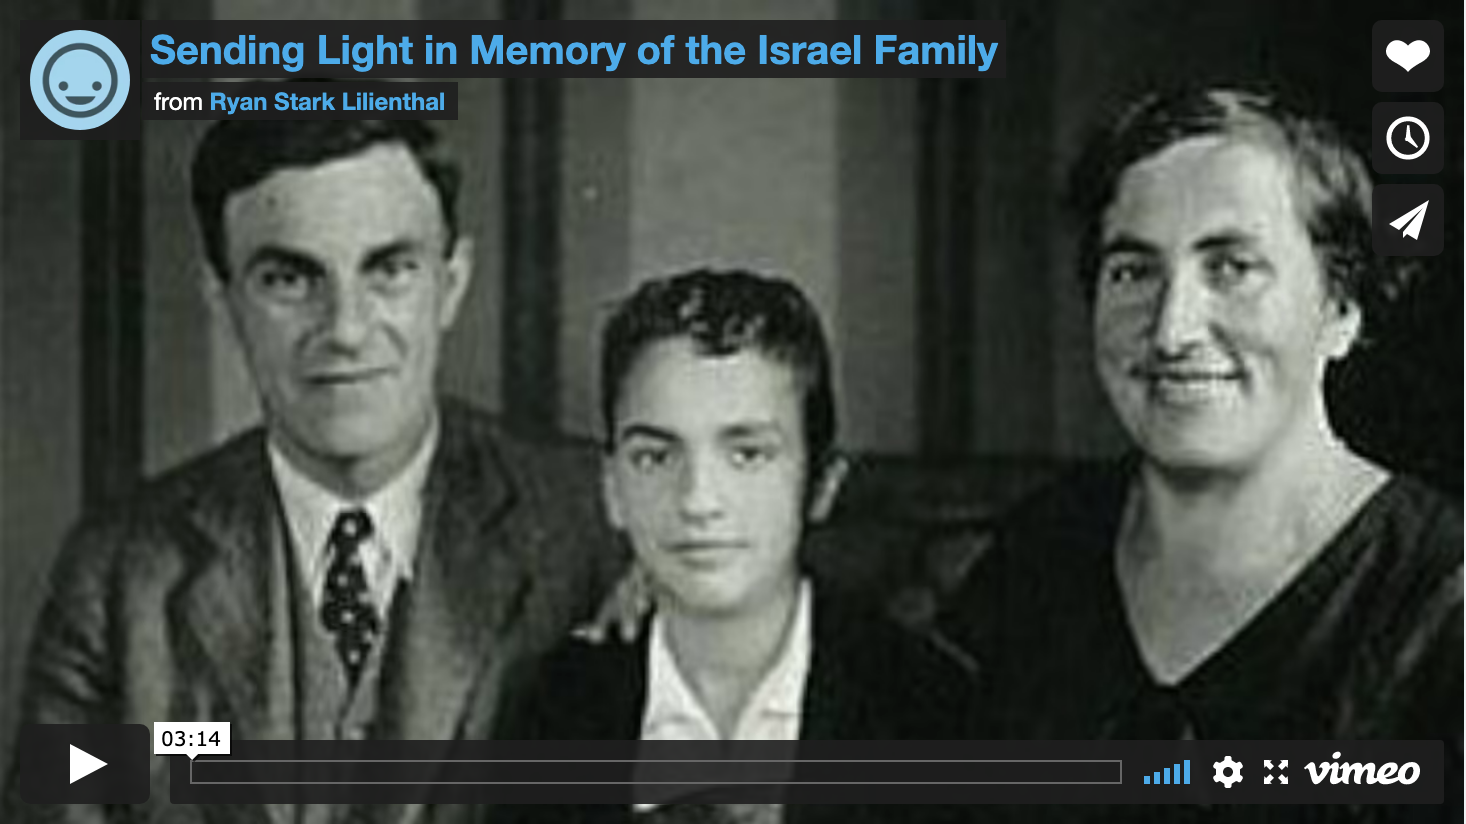 Sending Light in Memory of the Israel Family
from Ryan Stark Lilienthal
03:14
vimeo